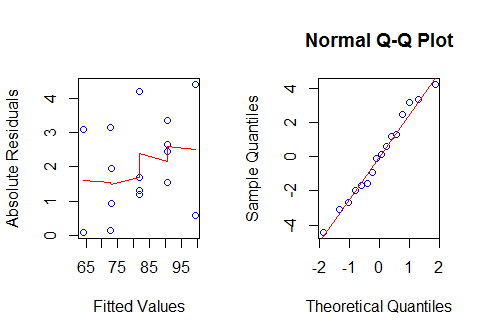 Normal Q-Q Plot
Absolute Residuals
0 1 2 3 4
65 75 85 95
Fitted Values
Sample Quantiles
-4 -2 0 2 4
-2 -1 0 1 2
Theoretical Quantiles